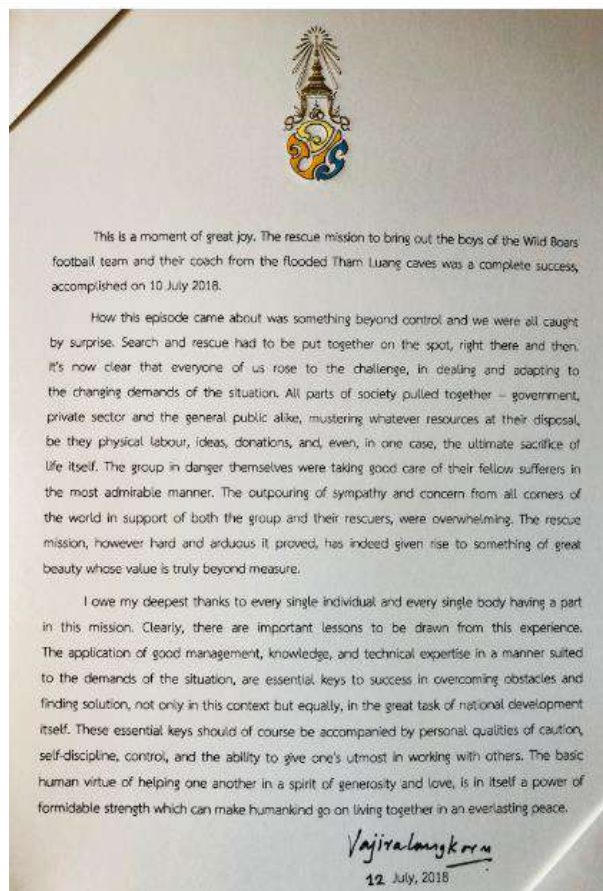 This is a moment of great joy. The rescue mission to bring out the boys of the Wild Boars
football team and their coach from the flooded Tham Luang caves was a complete success,
accomplished on 10 July 2018.
How this episode came about was something beyond control and we were all caught
by surprise. Search and rescue had to be put together on the spot, right there and then.
It's now clear that everyone of us rose to the challenge, in dealing and adapting to
the changing demands of the situation. All parts of society pulled together – government,
private sector and the general public alike, mustering whatever resources at their disposal,
be they physical labour, ideas, donations, and, even, in one case, the ultimate sacrifice of
life itself. The group in danger themselves were taking good care of their fellow sufferers in
the most admirable manner. The outpouring of sympathy and concern from all corners of
the world in support of both the group and their rescuers, were overwhelming. The rescue
mission, however hard and arduous it proved, has indeed given rise to something of great
beauty whose value is truly beyond measure.
I owe my deepest thanks to every single individual and every single body having a part
in this mission. Clearly, there are important lessons to be drawn from this experience.
The application of good management, knowledge, and technical expertise in a manner suited
to the demands of the situation, are essential keys to success in overcoming obstacles and
finding solution, not only in this context but equally, in the great task of national development
itself. These essential keys should of course be accompanied by personal qualities of caution,
self-discipline, control, and the ability to give one's utmost in working with others. The basic
human virtue of helping one another in a spirit of generosity and love, is in itself a power of
formidable strength which can make humankind go on living together in an everlasting peace.
Vajiralongkorn
12 July, 2018